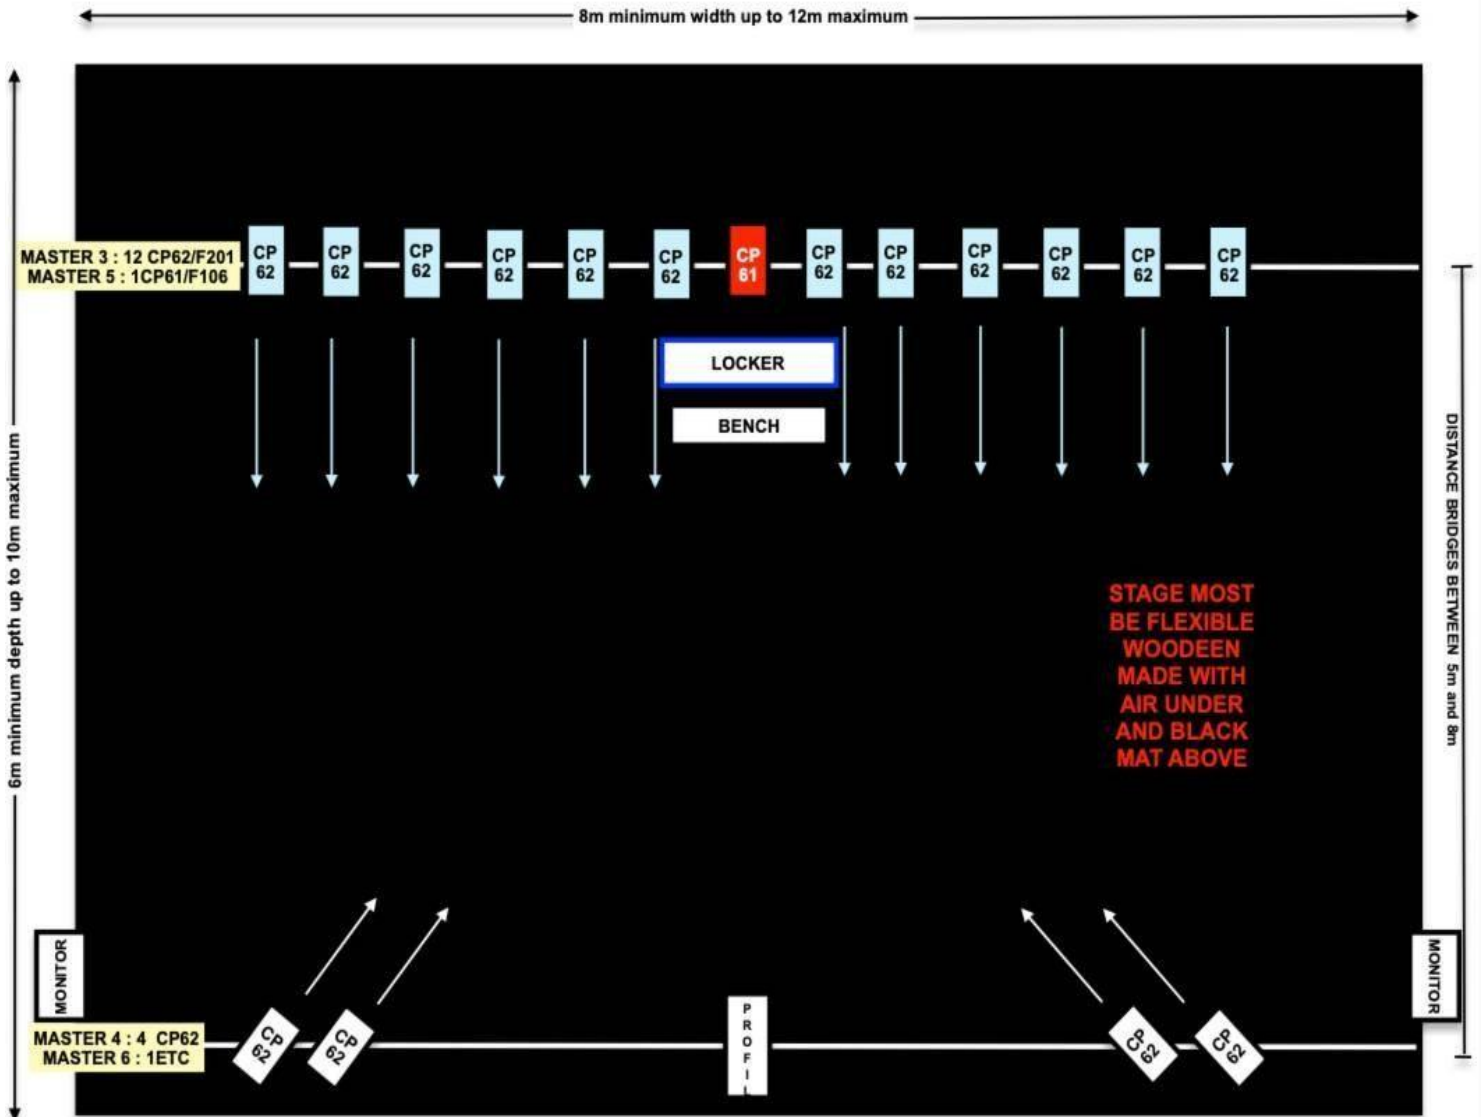 8m minimum width up to 12m maximum
6m minimum depth up to 10m maximum
MASTER 3 : 12 CP62/F201
MASTER 5 : 1CP61/F106
CP
62
CP
62
CP
62
CP
62
CP
62
CP
62
CP
61
CP
62
CP
62
CP
62
CP
62
CP
62
CP
62
LOCKER
BENCH
DISTANCE BRIDGES BETWEEN 5m and 8m
STAGE MOST
BE FLEXIBLE
WOODEEN
MADE WITH
AIR UNDER
AND BLACK
MAT ABOVE
MONITOR
MONITOR
MASTER 4 : 4 CP62
MASTER 6 : 1ETC
CP
62
CP
62
PROFIL
CP
62
CP
62